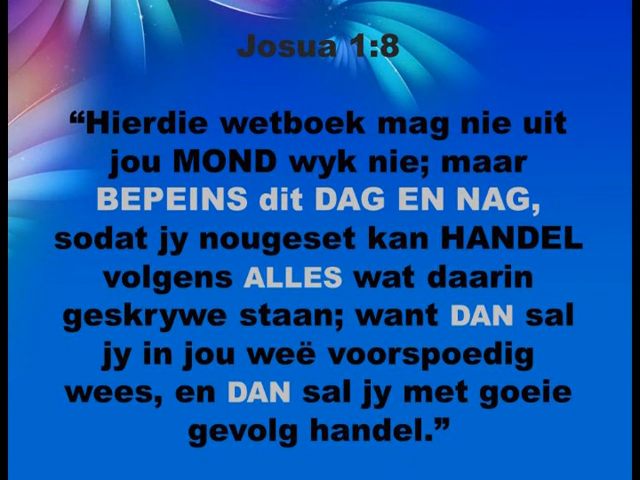 Josua 1:8
“Hierdie wetboek mag nie uit
jou MOND wyk nie; maar
BEPEINS dit DAG EN NAG,
sodat jy nougeset kan HANDEL
volgens ALLES wat daarin
geskrywe staan; want DAN sal
jy in jou weë voorspoedig
wees, en DAN sal jy met goeie
gevolg handel.”